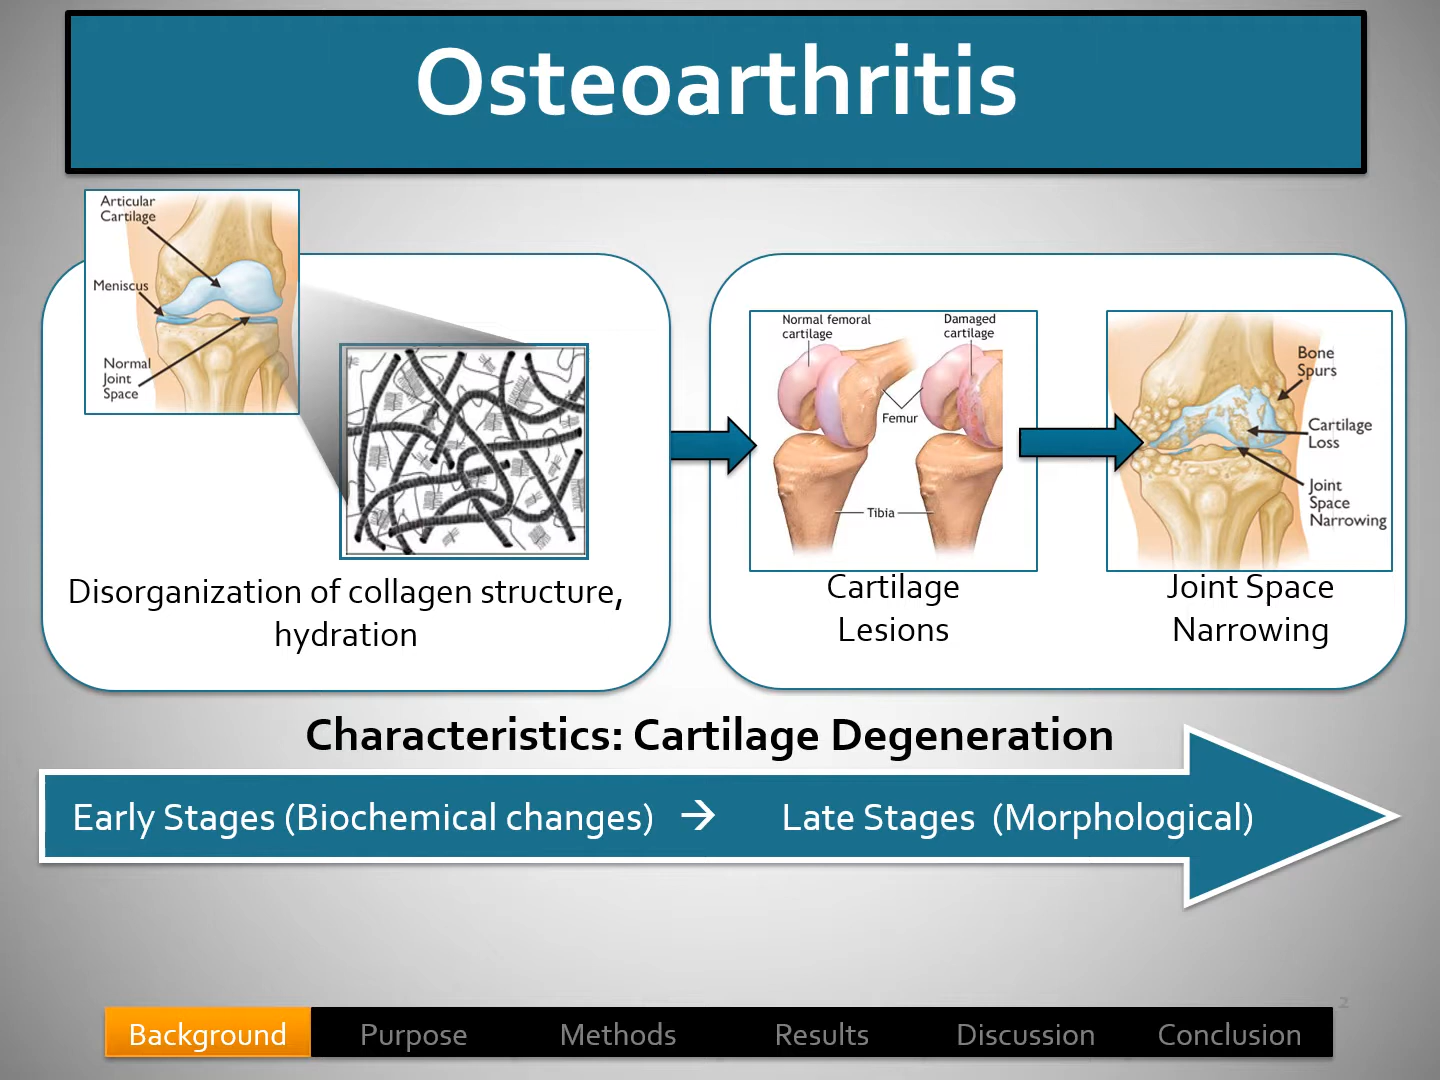 Osteoarthritis
Articular
Cartilage
Meniscus
Normal
Joint
Space
Disorganization of collagen structure,
hydration
Normal femoral
cartilage
Damaged
cartilage
Femur
Tibia
Cartilage
Lesions
Bone
Spurs
Cartilage
Loss
Joint
Space
Narrowing
Joint Space
Narrowing
Characteristics: Cartilage Degeneration
Early Stages (Biochemical changes) → Late Stages (Morphological)
2
Background Purpose Methods Results Discussion Conclusion